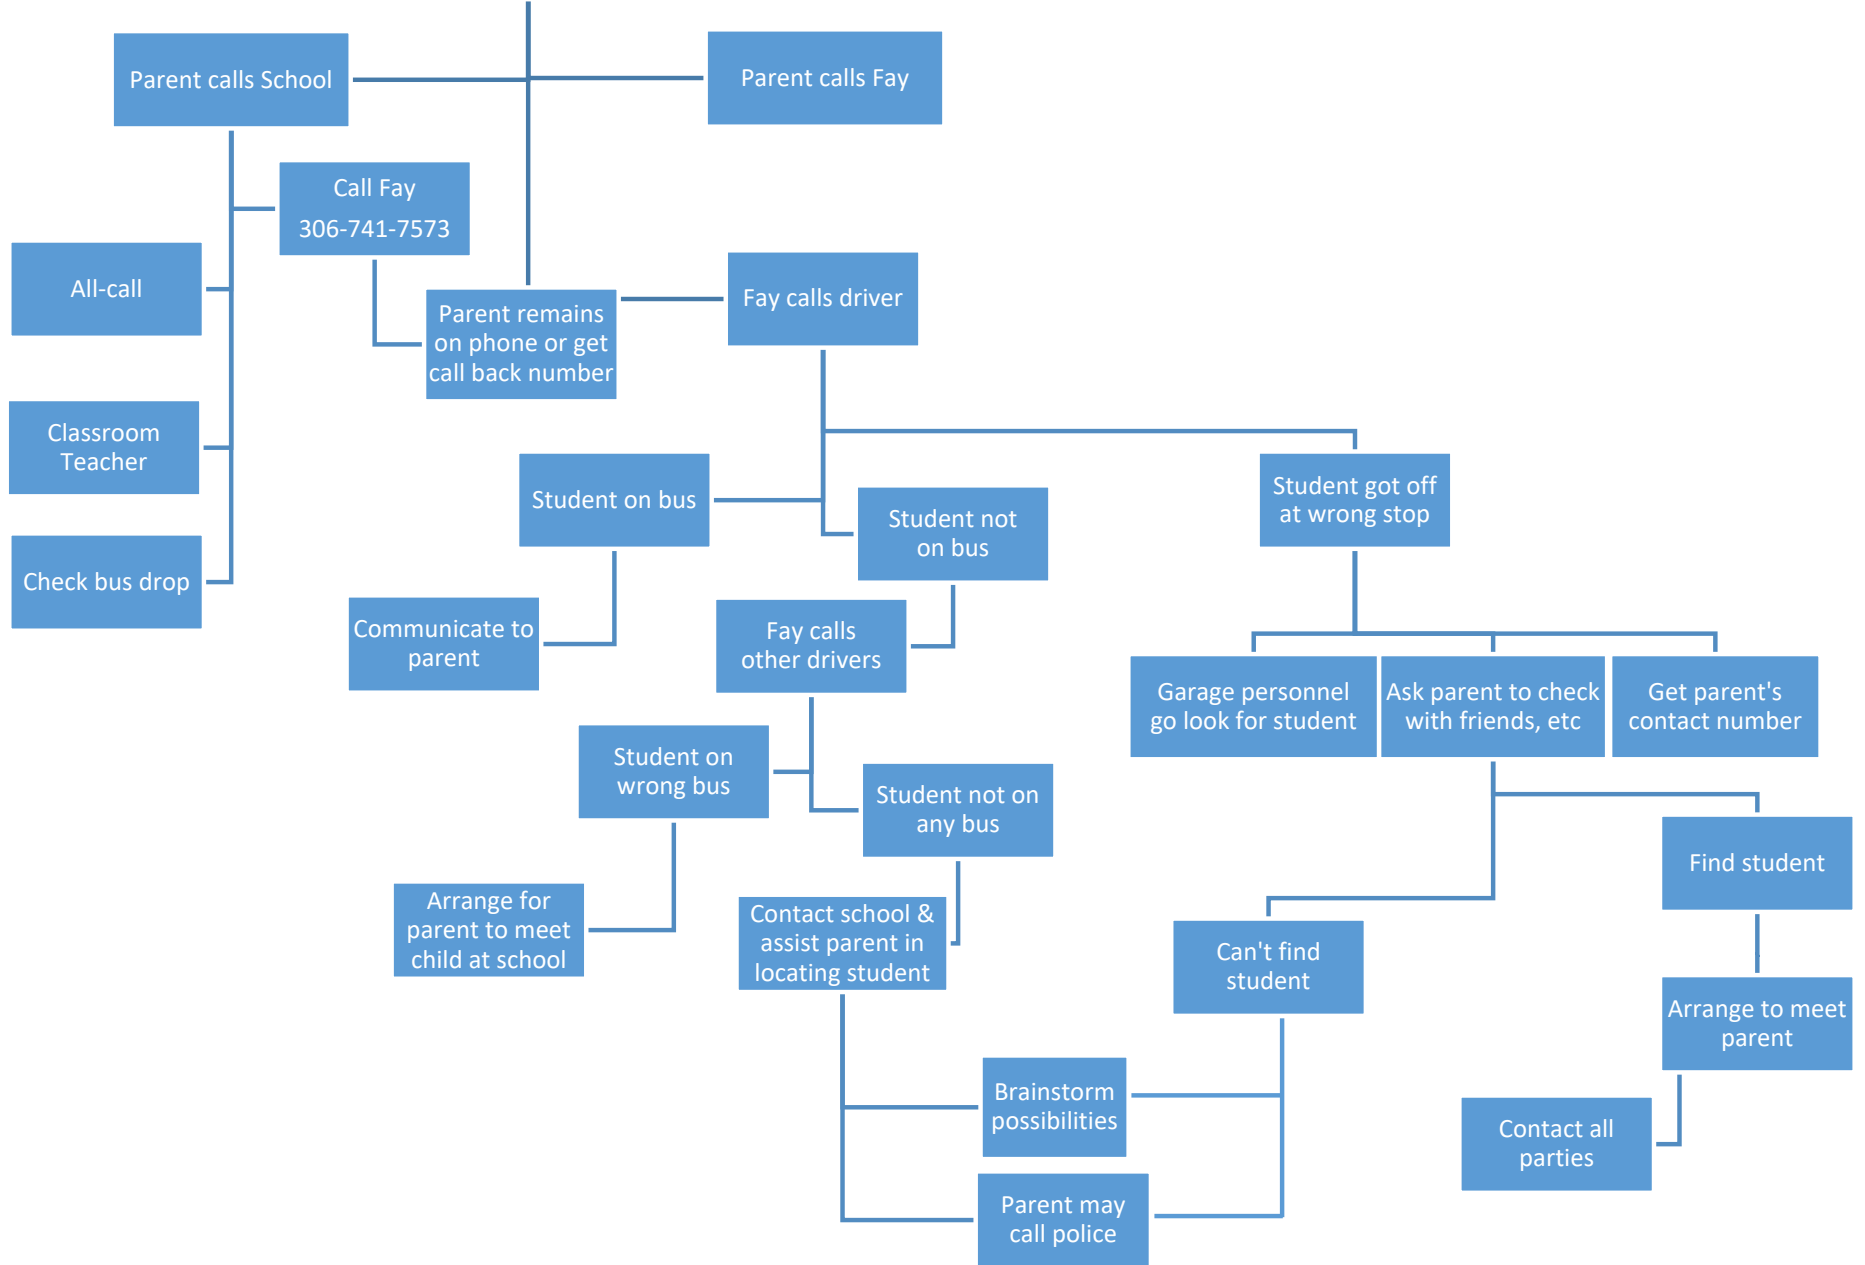 Parent calls School
Parent calls Fay
Call Fay
306-741-7573
All-call
Parent remains
on phone or get
call back number
Fay calls driver
Classroom
Teacher
Student on bus
Student not
on bus
Student got off
at wrong stop
Check bus drop
Communicate to
parent
Fay calls
other drivers
Garage personnel
go look for student
Ask parent to check
with friends, etc
Get parent's
contact number
Student on
wrong bus
Student not on
any bus
Find student
Arrange for
parent to meet
child at school
Contact school &
assist parent in
locating student
Can't find
student
Arrange to meet
parent
Brainstorm
possibilities
Contact all
parties
Parent may
call police